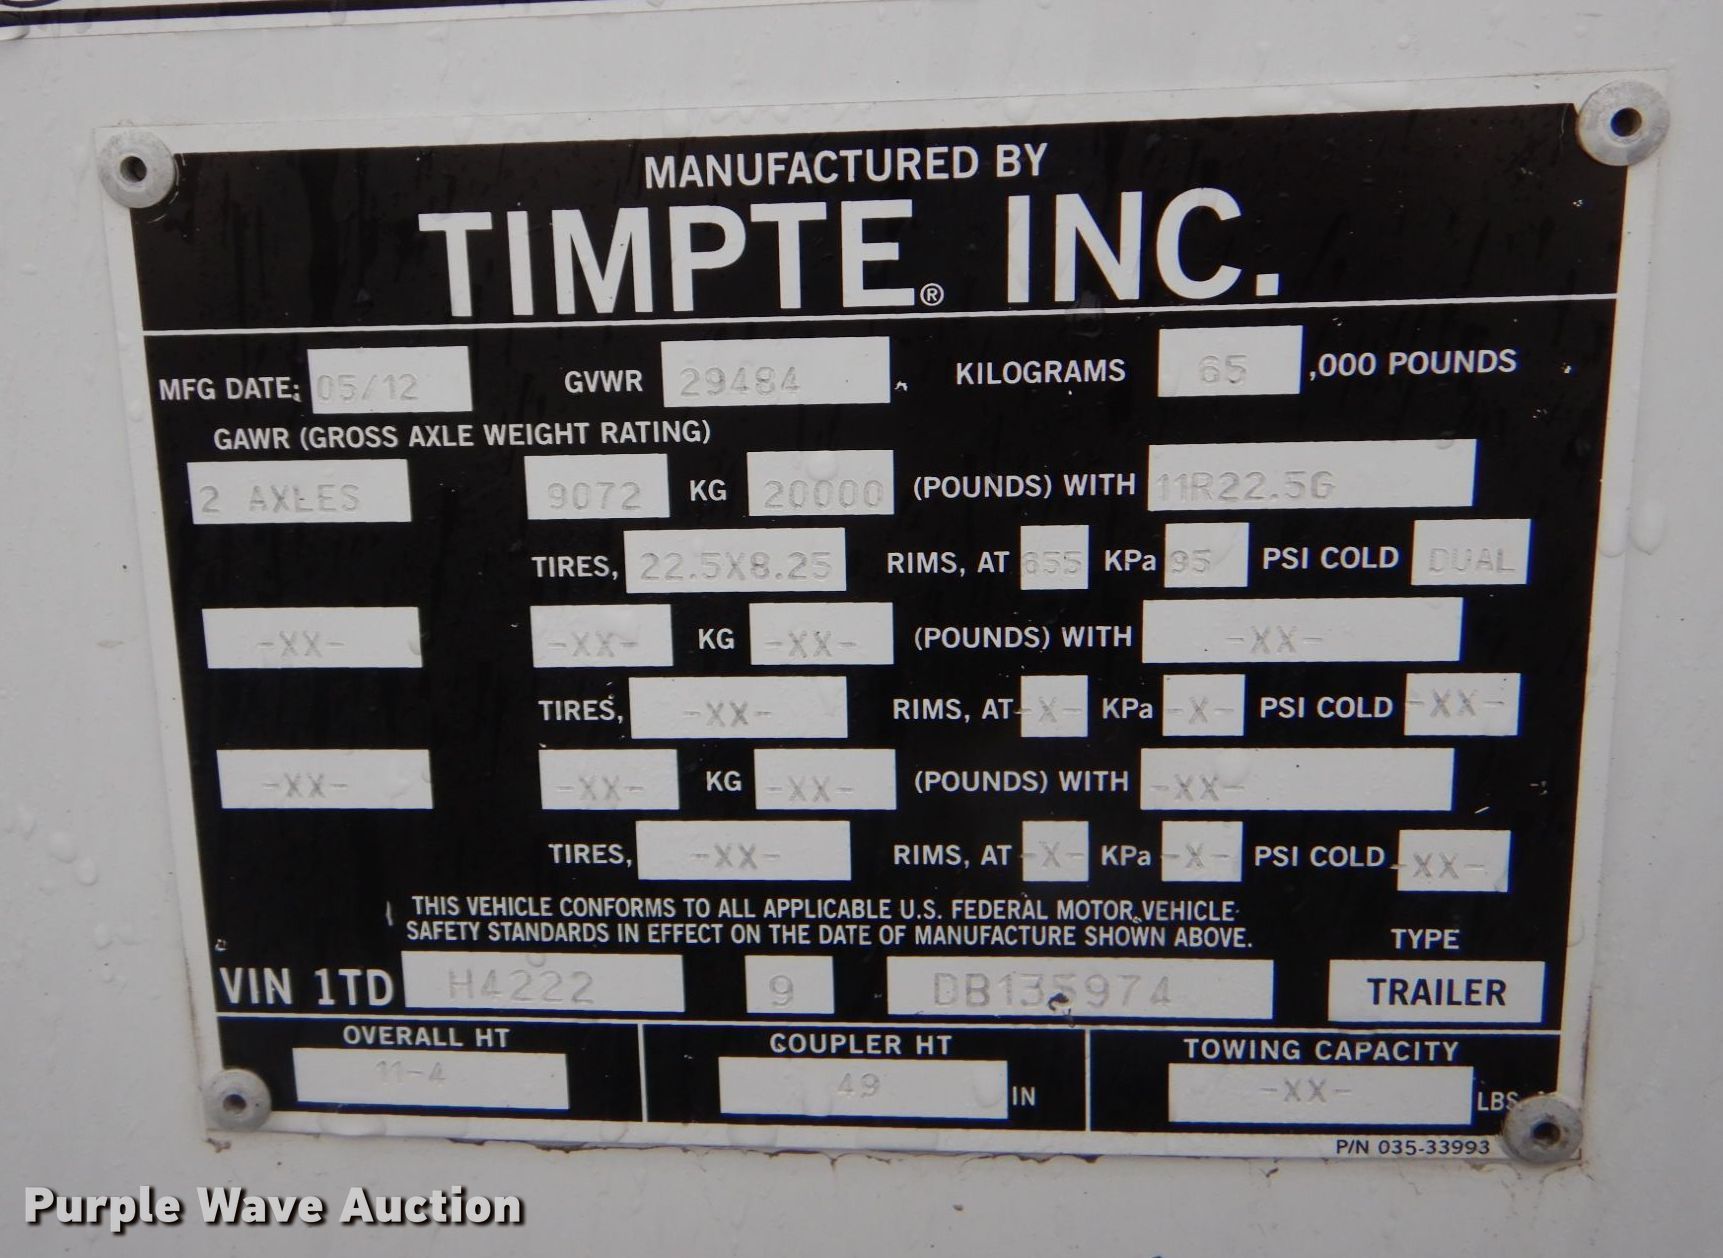 MANUFACTURED BY
TIMPTE® INC.
MFG DATE: 05/12 GVWR 29484 KILOGRAMS 65 ,000 POUNDS
GAWR (GROSS AXLE WEIGHT RATING)
2 AXLES 9072 KG 20000 (POUNDS) WITH 11R22.5G
TIRES, 22.5X8.25 RIMS, AT 655 KPa 95 PSI COLD DUAL
-XX- -XX- KG -XX- (POUNDS) WITH -XX-
TIRES, -XX- RIMS, AT -X- KPa -X- PSI COLD -XX-
-XX- -XX- KG -XX- (POUNDS) WITH -XX-
TIRES, -XX- RIMS, AT -X- KPa -X- PSI COLD -XX-
THIS VEHICLE CONFORMS TO ALL APPLICABLE U.S. FEDERAL MOTOR VEHICLE
SAFETY STANDARDS IN EFFECT ON THE DATE OF MANUFACTURE SHOWN ABOVE.
TYPE
VIN 1TD H4222 9 DB135974 TRAILER
OVERALL HT COUPLER HT TOWING CAPACITY
11-4 49 IN -XX- LBS
P/N 035-33993
Purple Wave Auction